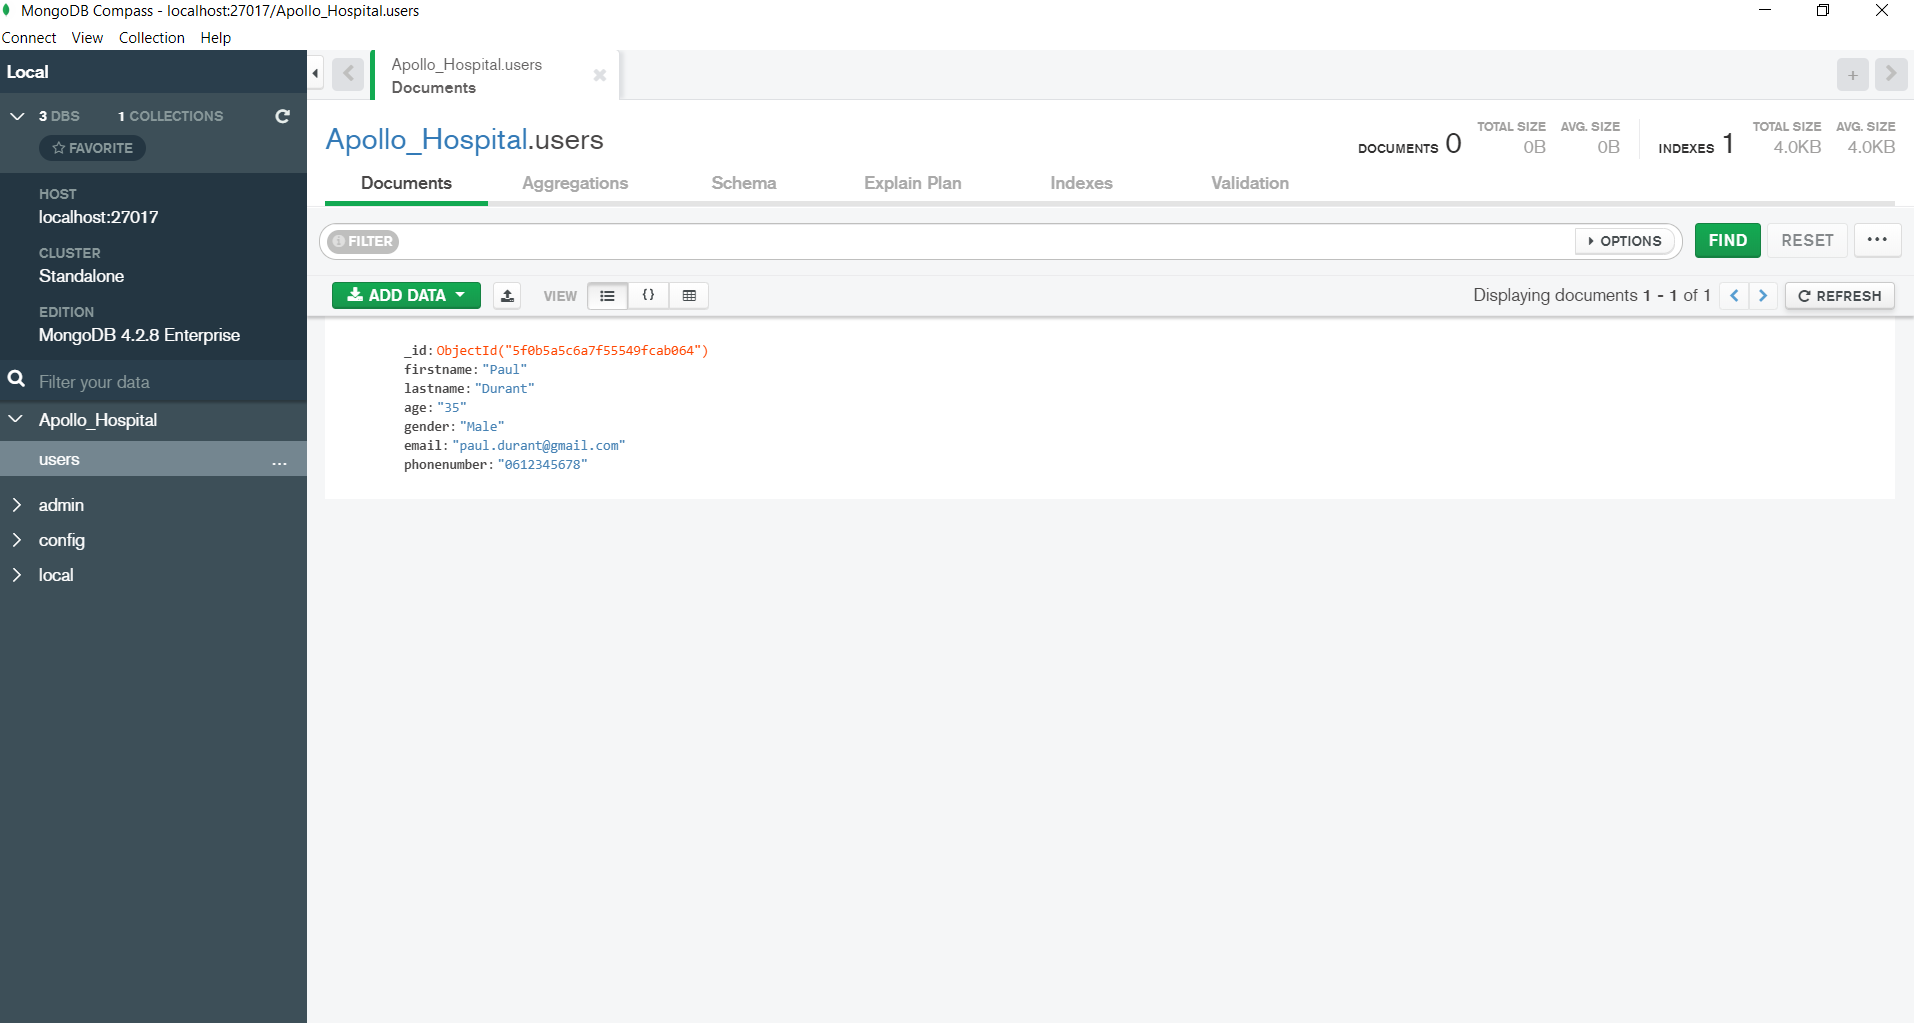 MongoDB Compass - localhost:27017/Apollo_Hospital.users
Connect View Collection Help
Local
3 DBS 1 COLLECTIONS
FAVORITE
HOST
localhost:27017
CLUSTER
Standalone
EDITION
MongoDB 4.2.8 Enterprise
Filter your data
Apollo_Hospital
users ...
admin
config
local
Apollo_Hospital.users
Documents
Apollo_Hospital.users
DOCUMENTS 0 TOTAL SIZE 0B AVG. SIZE 0B INDEXES 1 TOTAL SIZE 4.0KB AVG. SIZE 4.0KB
Documents Aggregations Schema Explain Plan Indexes Validation
FILTER OPTIONS FIND RESET ...
ADD DATA VIEW {} Displaying documents 1 - 1 of 1 < > REFRESH
_id: ObjectId("5f0b5a5c6a7f55549fcab064")
firstname: "Paul"
lastname: "Durant"
age: "35"
gender: "Male"
email: "paul.durant@gmail.com"
phonenumber: "0612345678"